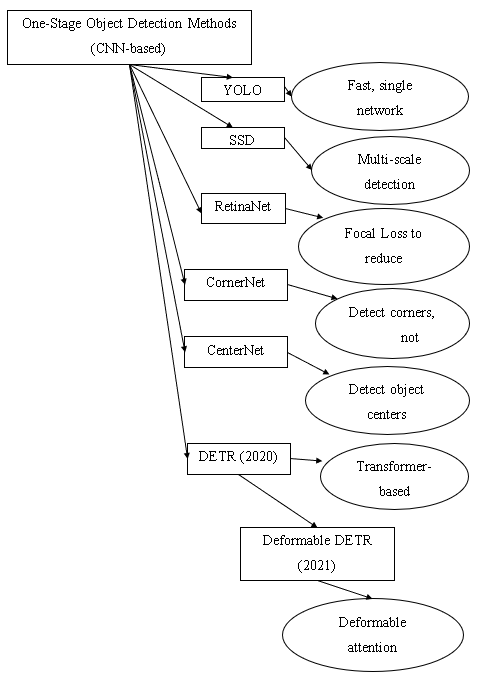 One-Stage Object Detection Methods
(CNN-based)
YOLO
Fast, single
network
SSD
Multi-scale
detection
RetinaNet
Focal Loss to
reduce
CornerNet
Detect corners,
not
CenterNet
Detect object
centers
DETR (2020)
Transformer-
based
Deformable DETR
(2021)
Deformable
attention